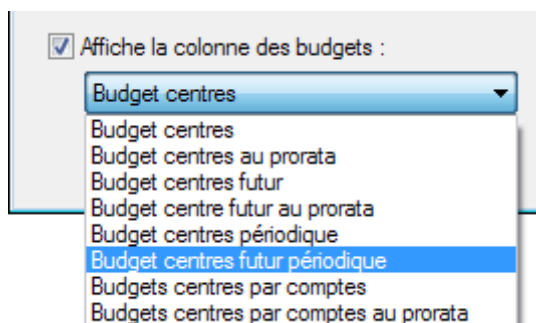 Affiche la colonne des budgets :
Budget centres
Budget centres
Budget centres au prorata
Budget centres futur
Budget centre futur au prorata
Budget centres périodique
Budget centres futur périodique
Budgets centres par comptes
Budgets centres par comptes au prorata